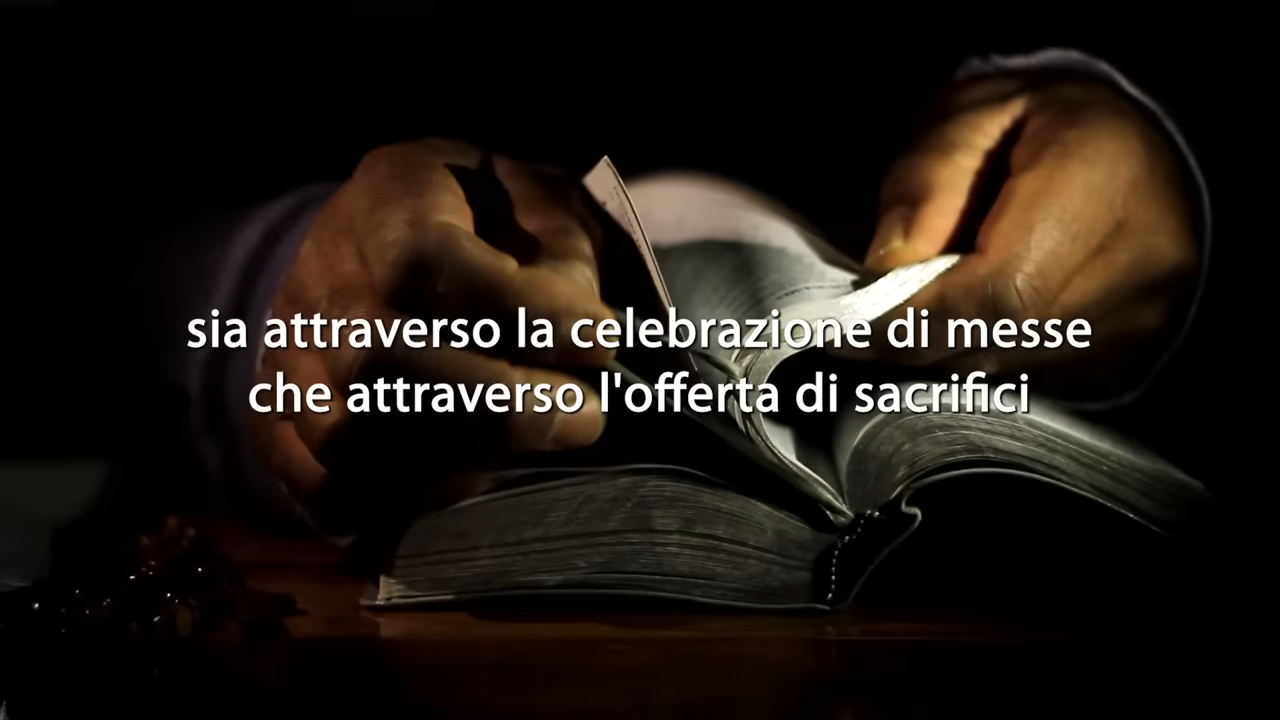 sia attraverso la celebrazione di messe
che attraverso l'offerta di sacrifici